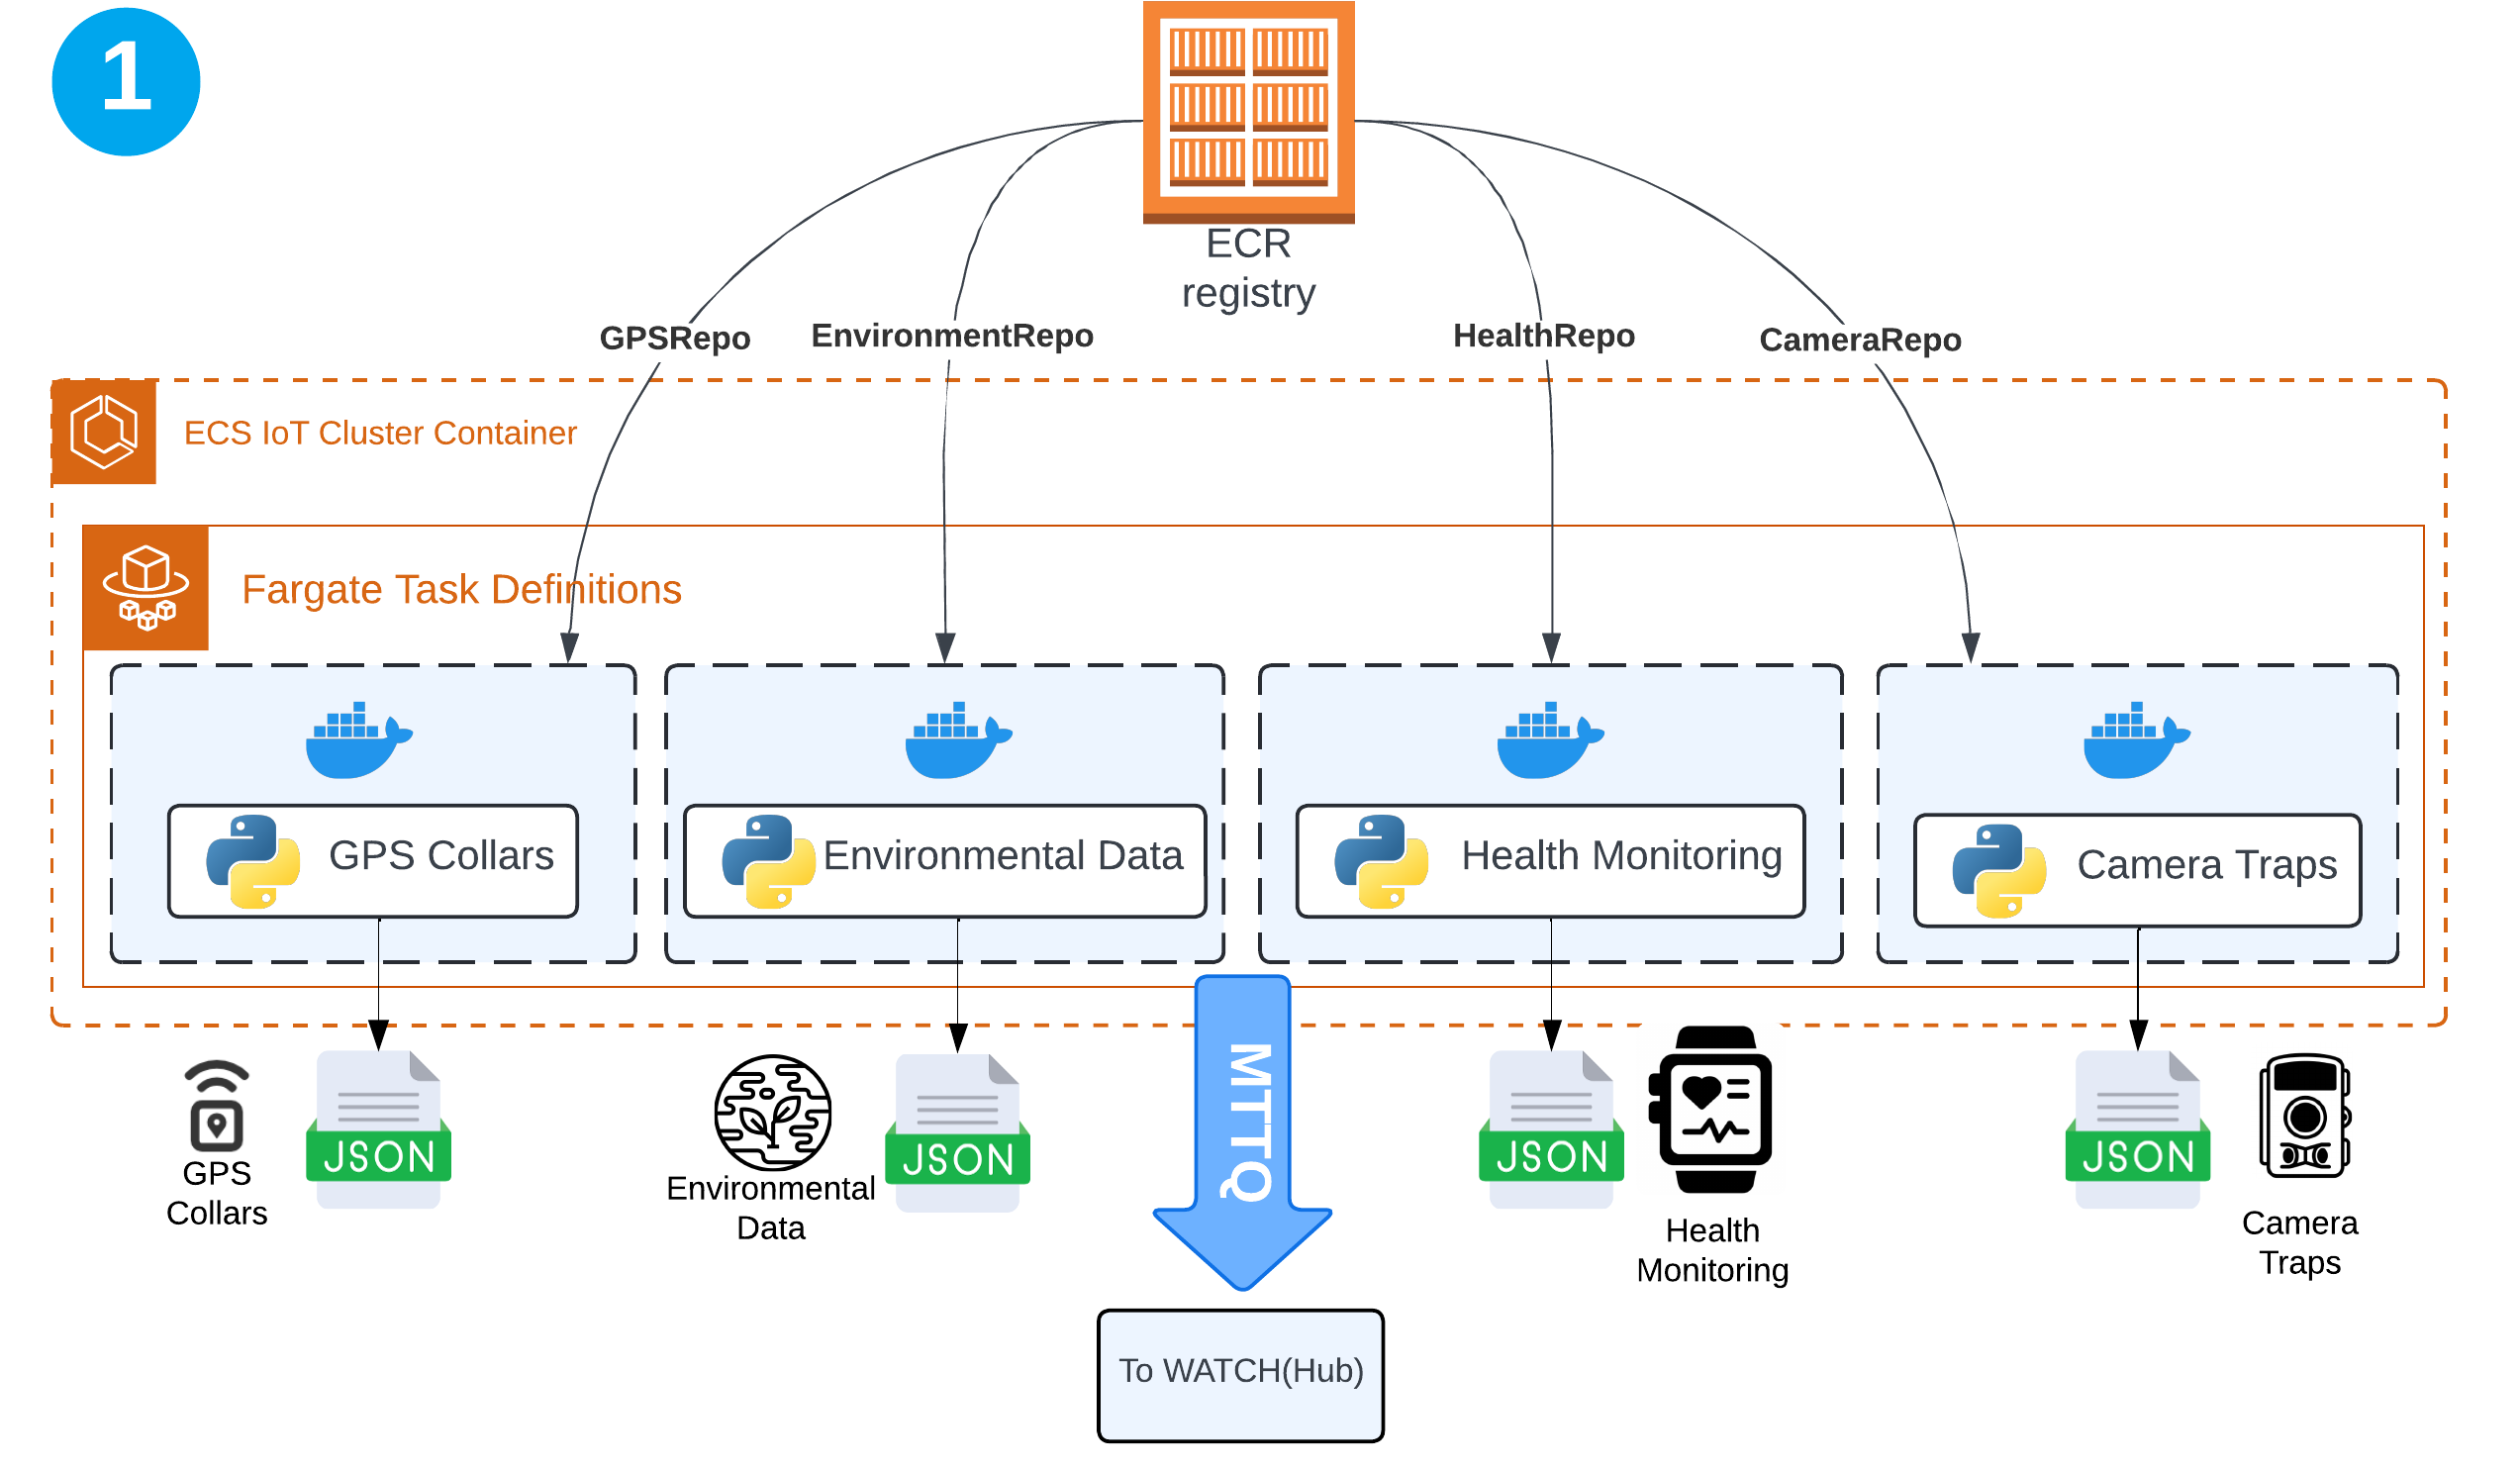 1
ECR
registry
GPSRepo
EnvironmentRepo
HealthRepo
CameraRepo
ECS IoT Cluster Container
Fargate Task Definitions
GPS Collars
Environmental Data
Health Monitoring
Camera Traps
MTTQ
GPS
Collars
JSON
Environmental
Data
JSON
JSON
Health
Monitoring
JSON
Camera
Traps
To WATCH(Hub)